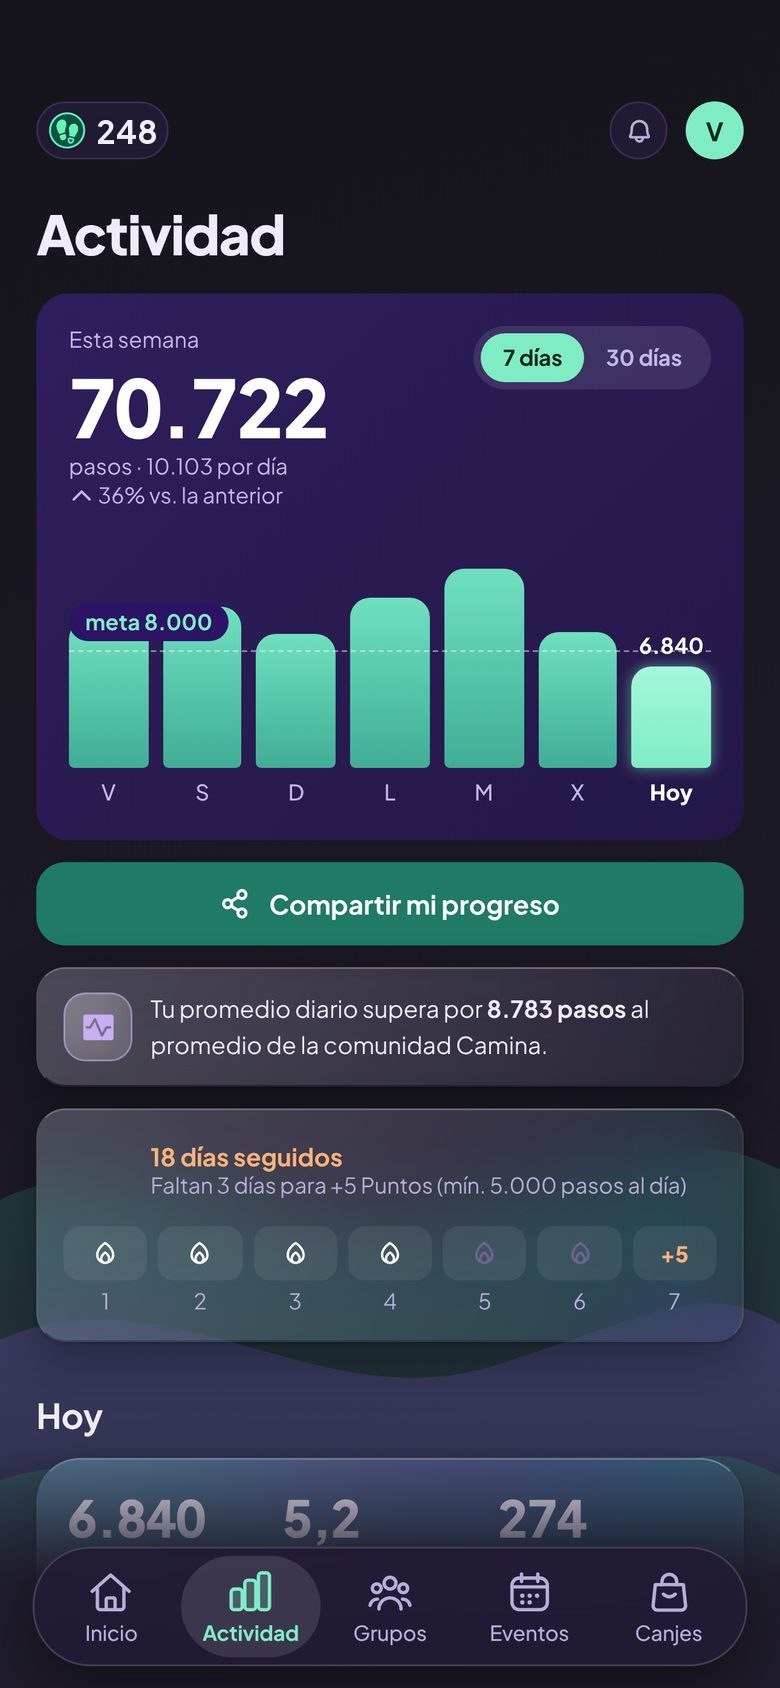 248
V
Actividad
Esta semana
7 días
30 días
70.722
pasos · 10.103 por día
36% vs. la anterior
meta 8.000
6.840
V
S
D
L
M
X
Hoy
Compartir mi progreso
Tu promedio diario supera por 8.783 pasos al
promedio de la comunidad Camina.
18 días seguidos
Faltan 3 días para +5 Puntos (mín. 5.000 pasos al día)
+5
1
2
3
4
5
6
7
Hoy
6.840
5,2
274
Inicio
Actividad
Grupos
Eventos
Canjes